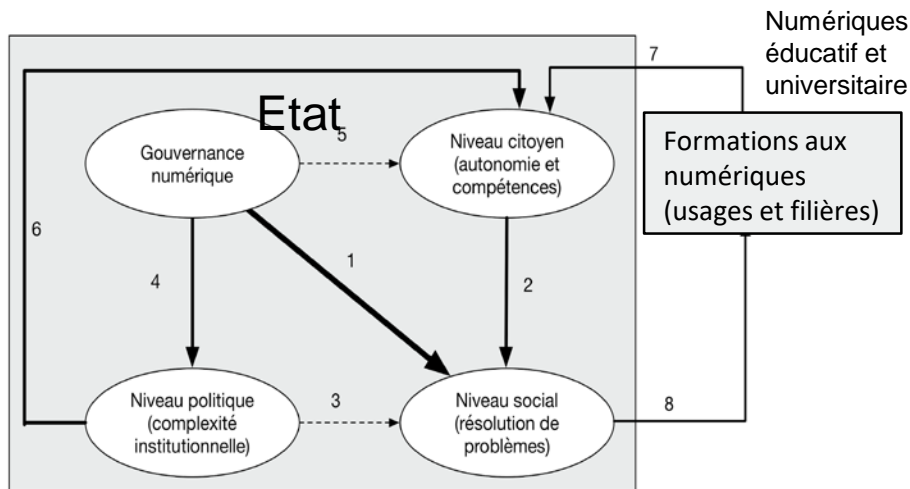 Numériques
éducatif et
universitaire
7
Etat
5
Gouvernance
numérique
Niveau citoyen
(autonomie et
compétences)
Formations aux
numériques
(usages et filières)
6
4
1
2
Niveau politique
(complexité
institutionnelle)
3
Niveau social
(résolution de
problèmes)
8